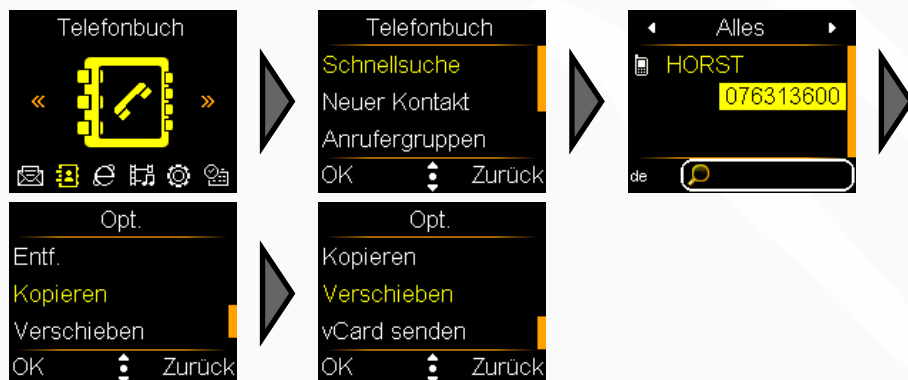 Telefonbuch
Telefonbuch
Schnellsuche
Neuer Kontakt
Anrufergruppen
OK Zurück
Alles
HORST
076313600
de
Opt.
Entf.
Kopieren
Verschieben
OK Zurück
Opt.
Kopieren
Verschieben
vCard senden
OK Zurück